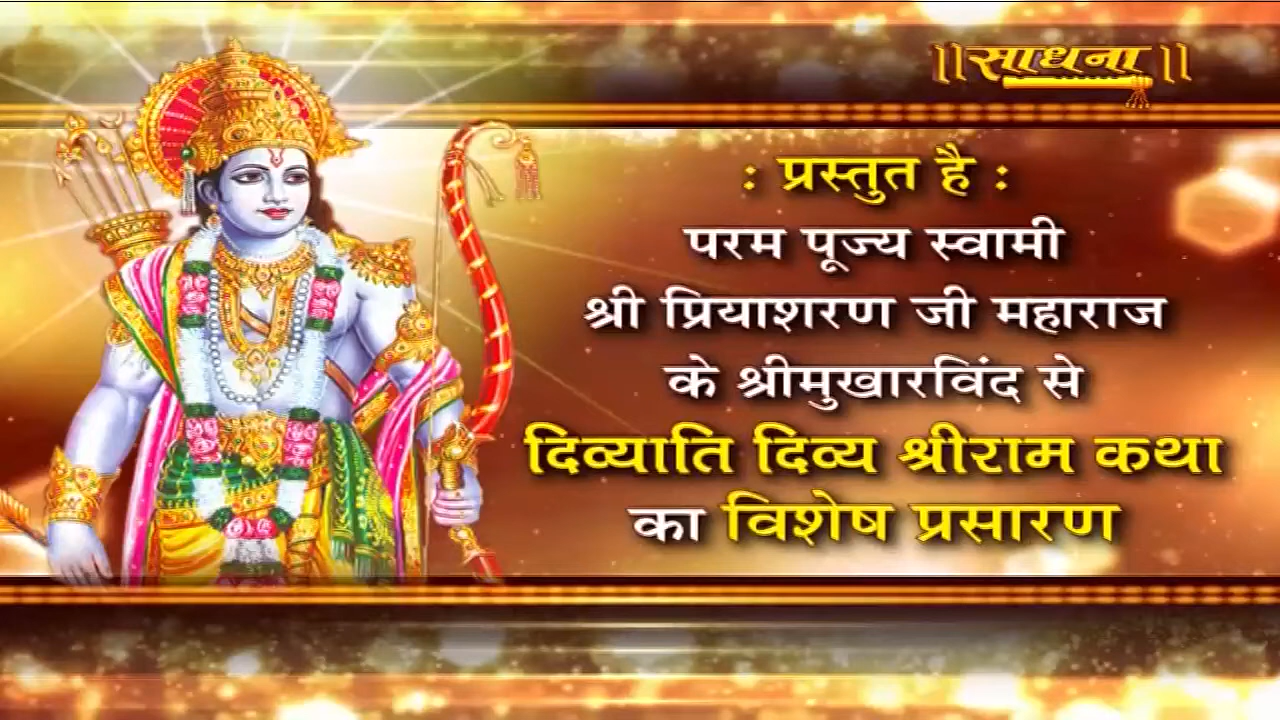 ॥साधना॥
: प्रस्तुत है :
परम पूज्य स्वामी
श्री प्रियाशरण जी महाराज
के श्रीमुखारविंद से
दिव्याति दिव्य श्रीराम कथा
का विशेष प्रसारण